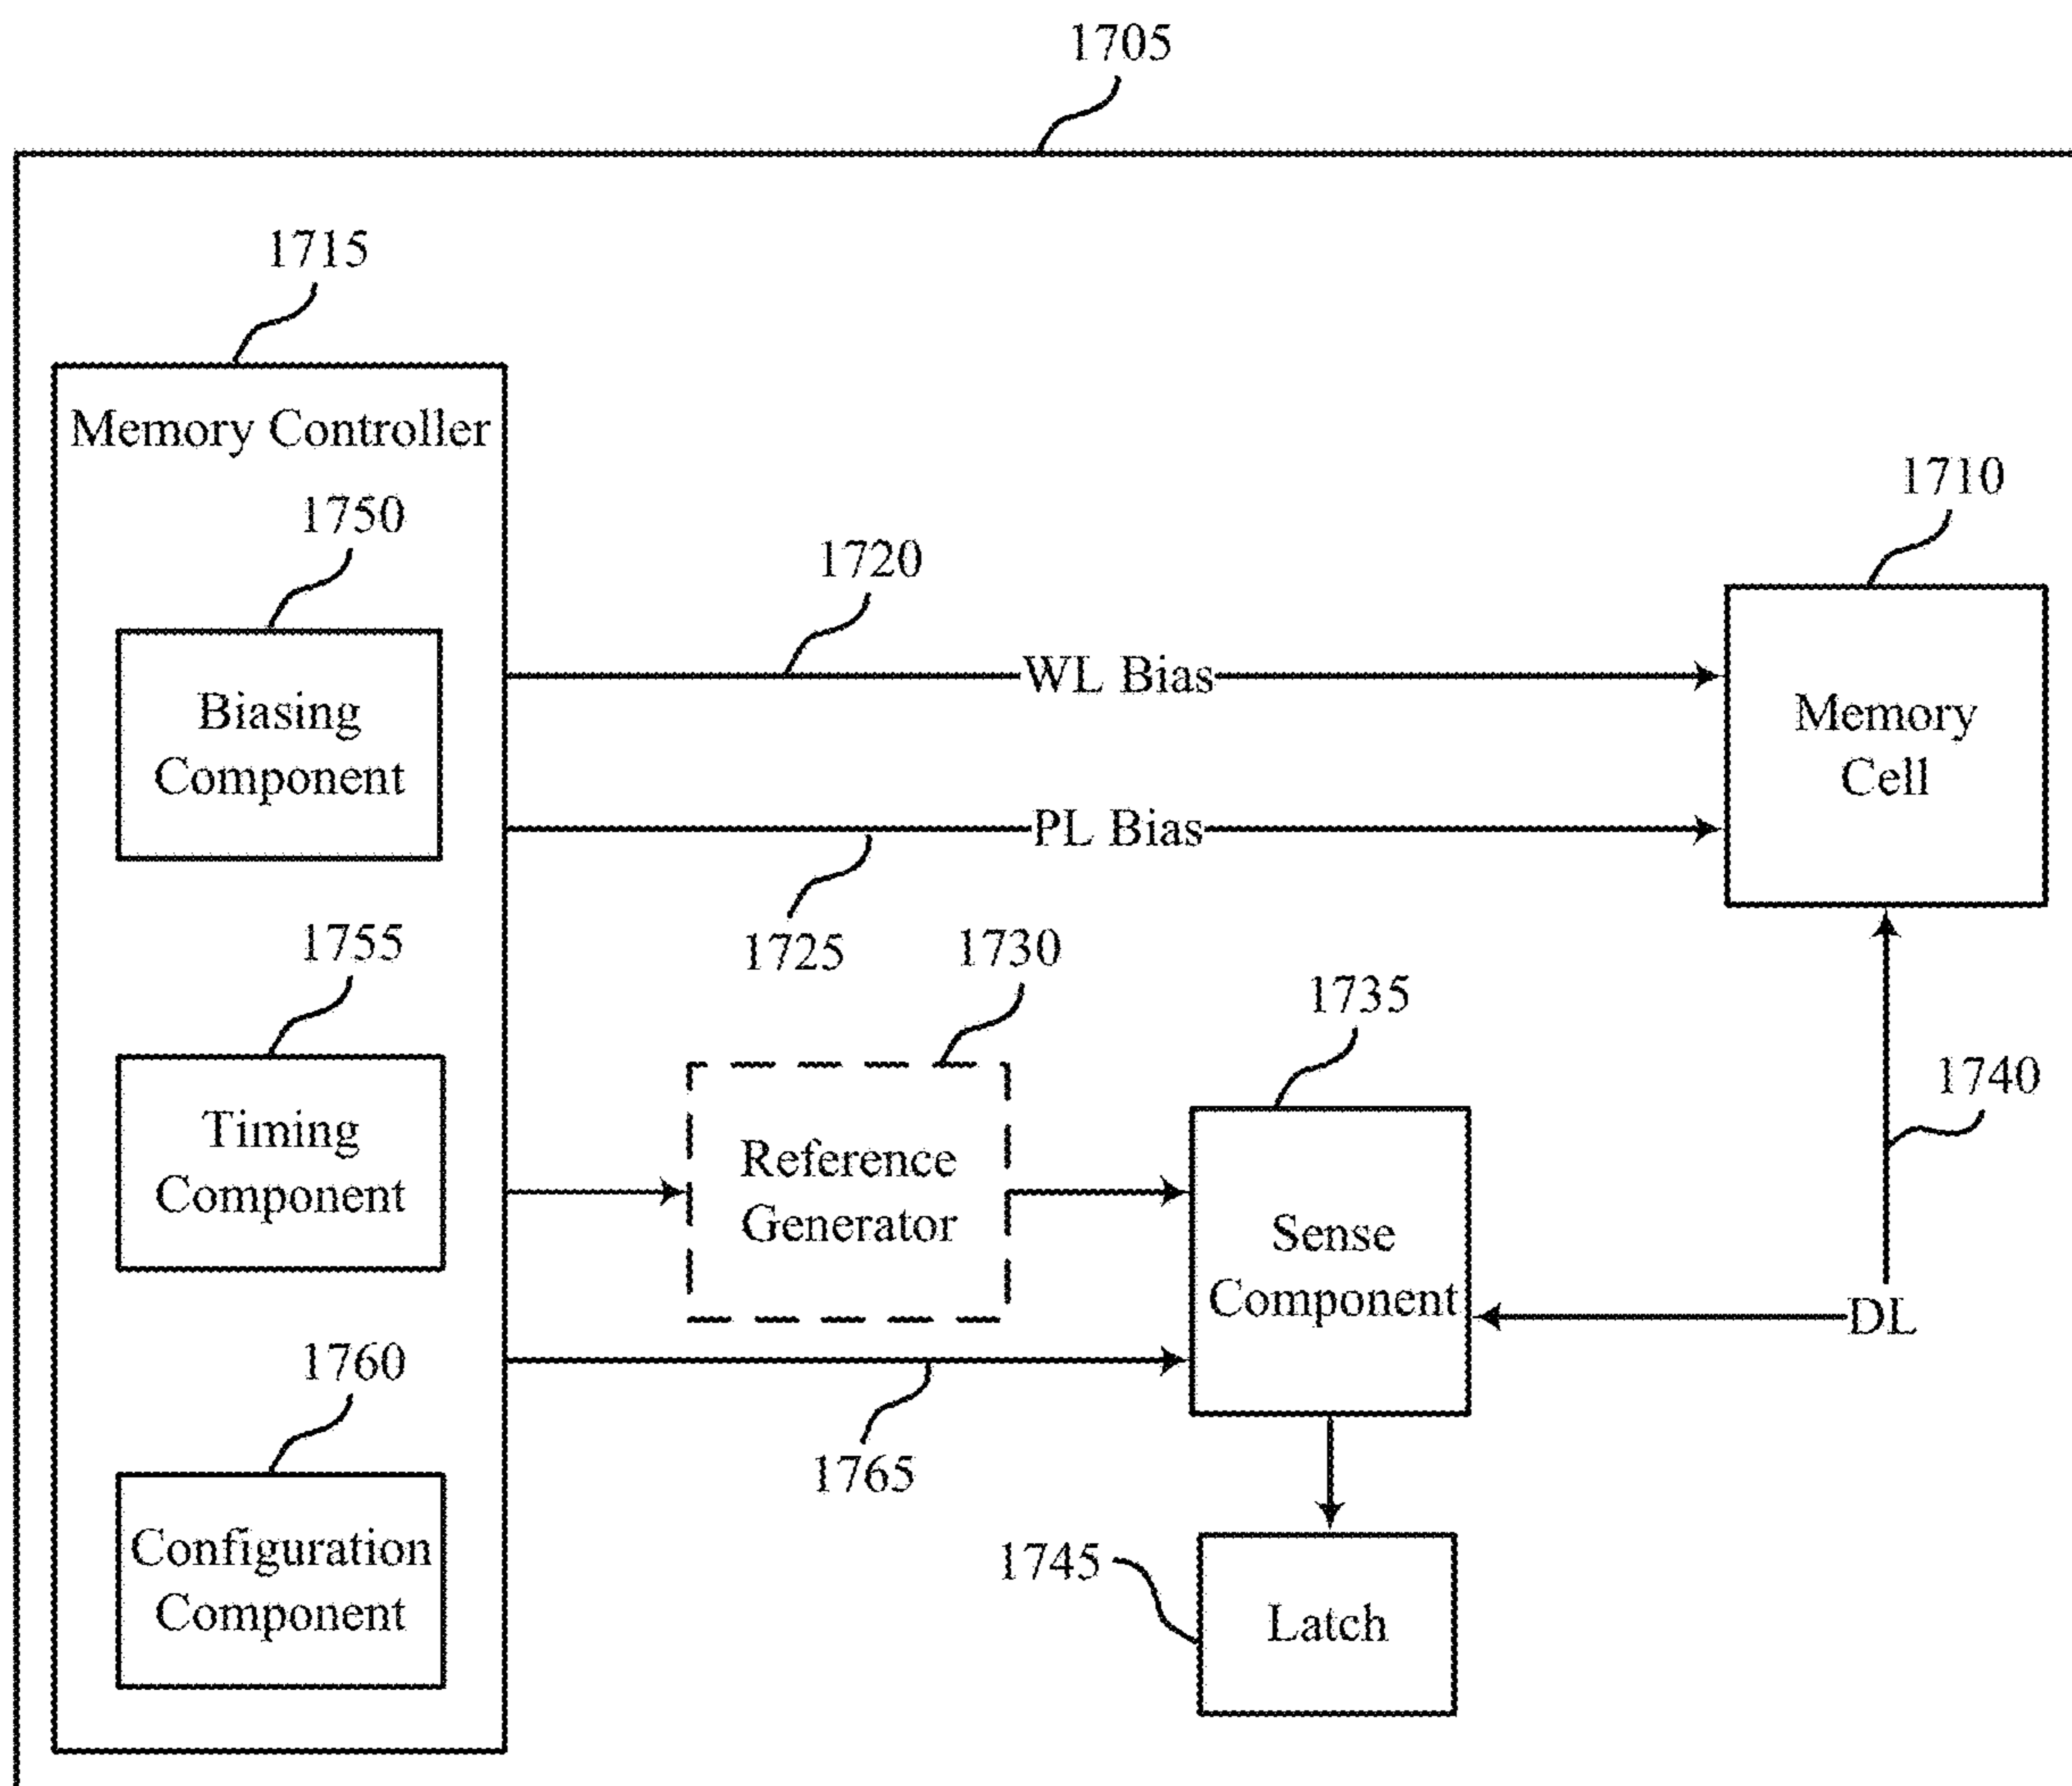 1705
1715
Memory Controller
1750
Biasing
Component
1720
WL Bias
1710
Memory
Cell
PL Bias
1725
1755
Timing
Component
1730
Reference
Generator
1735
Sense
Component
1740
DL
1760
Configuration
Component
1765
1745
Latch